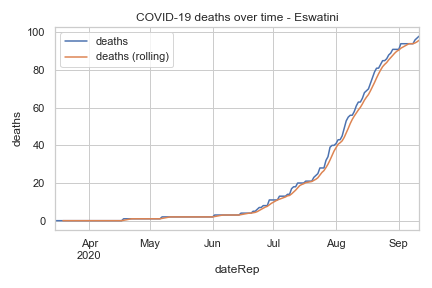 COVID-19 deaths over time - Eswatini
deaths
deaths (rolling)
100
80
60
40
20
0
deaths
Apr May Jun Jul Aug Sep
2020
dateRep